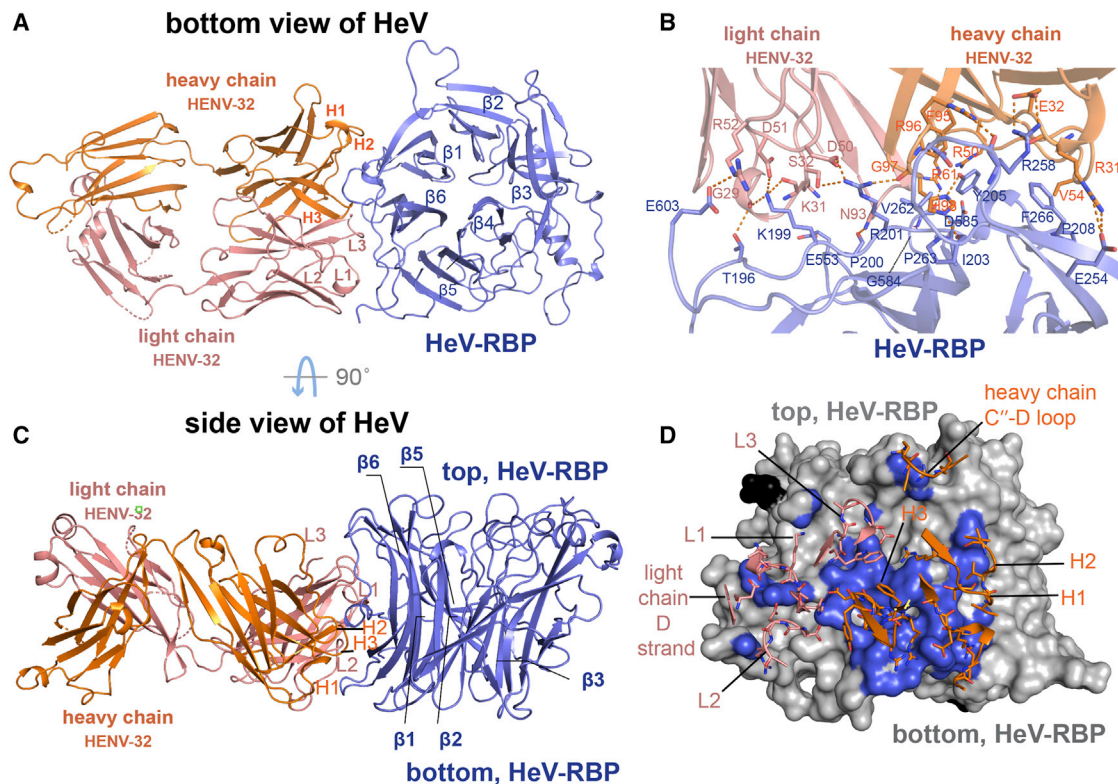 A
bottom view of HeV
heavy chain
HENV-32
H1
H2
H3
L3
L2
L1
β2
β1
β3
β6
β4
β5
light chain
HENV-32
HeV-RBP
90°
B
light chain
HENV-32
heavy chain
HENV-32
R52
D51
S32
D50
G29
K31
N93
R96
F95
E32
R50
G97
R61
R258
R31
Y205
V54
E603
V262
F266
D585
P208
K199
R201
T196
E553
P200
P263
I203
G584
E254
HeV-RBP
C
side view of HeV
light chain
β6
β5
top, HeV-RBP
L3
L1
H2
H3
L2
H1
β3
heavy chain
HENV-32
β1
β2
bottom, HeV-RBP
D
top, HeV-RBP
heavy chain
C″-D loop
L3
H3
L1
light
chain
D
strand
H2
H1
L2
bottom, HeV-RBP